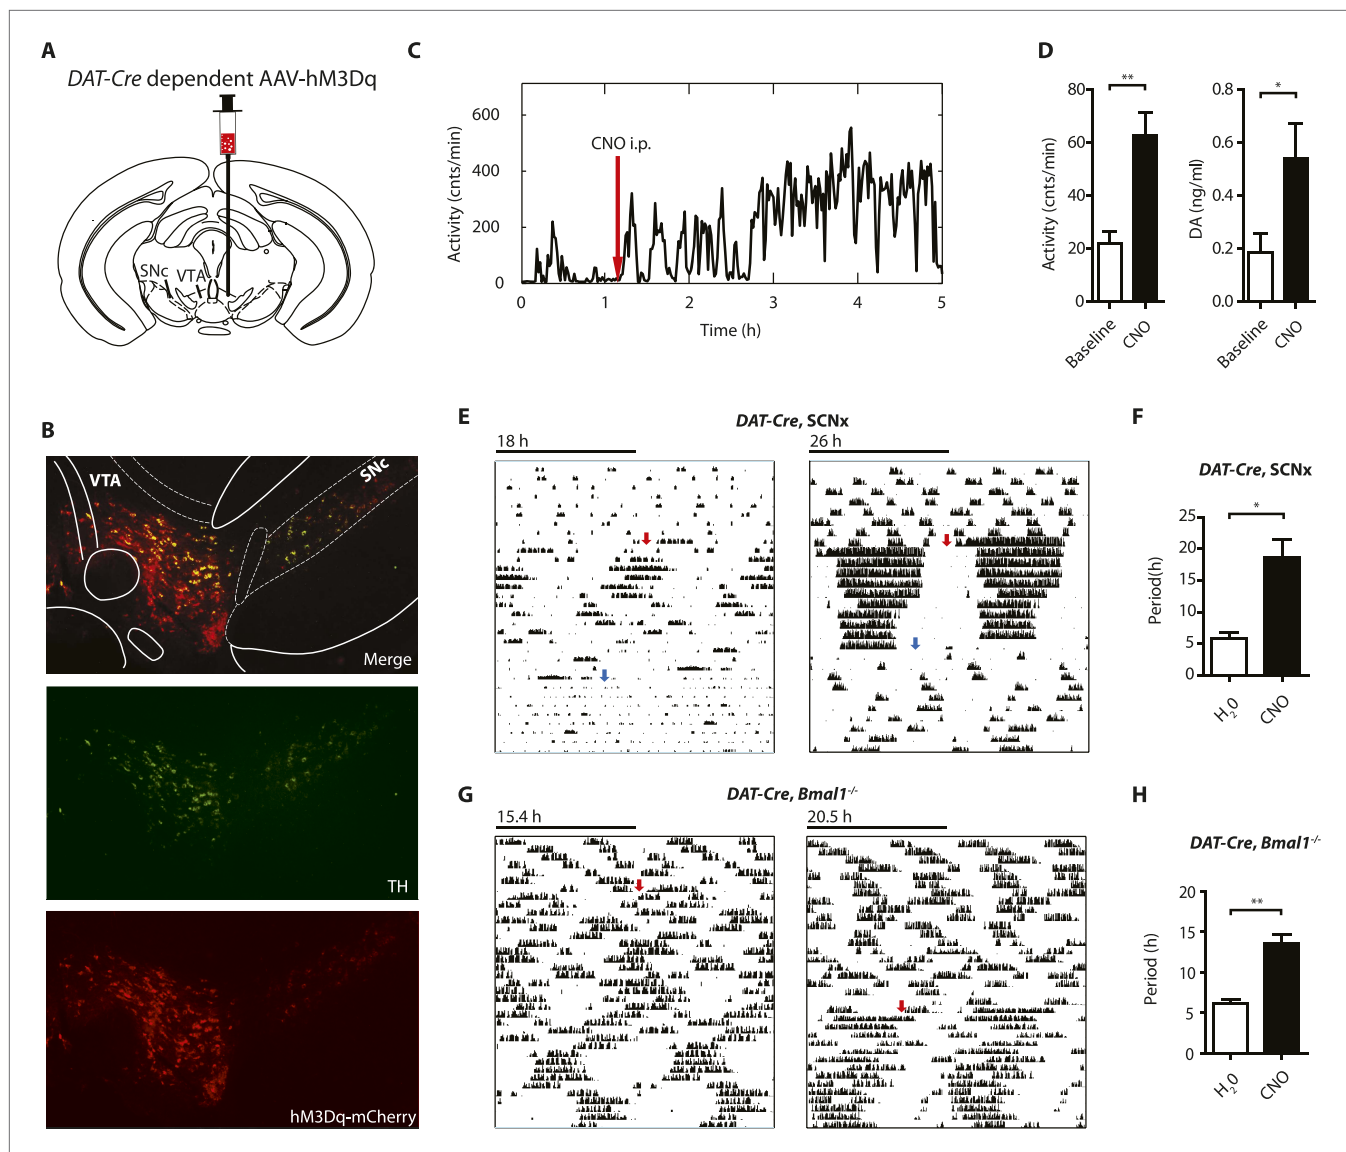 A
DAT-Cre dependent AAV-hM3Dq
SNc
VTA
B
VTA
SNc
Merge
TH
hM3Dq-mCherry
C
Activity (cnts/min)
600
400
200
0
CNO i.p.
0 1 2 3 4 5
Time (h)
D
Activity (cnts/min)
80
60
40
20
0
**
Baseline
CNO
DA (ng/ml)
0.8
0.6
0.4
0.2
0.0
*
Baseline
CNO
E
DAT-Cre, SCNx
18 h
26 h
F
DAT-Cre, SCNx
*
Period(h)
25
20
15
10
5
0
H20
CNO
G
DAT-Cre, Bmal1-/-
15.4 h
20.5 h
H
DAT-Cre, Bmal1-/-
**
Period (h)
20
15
10
5
0
H20
CNO